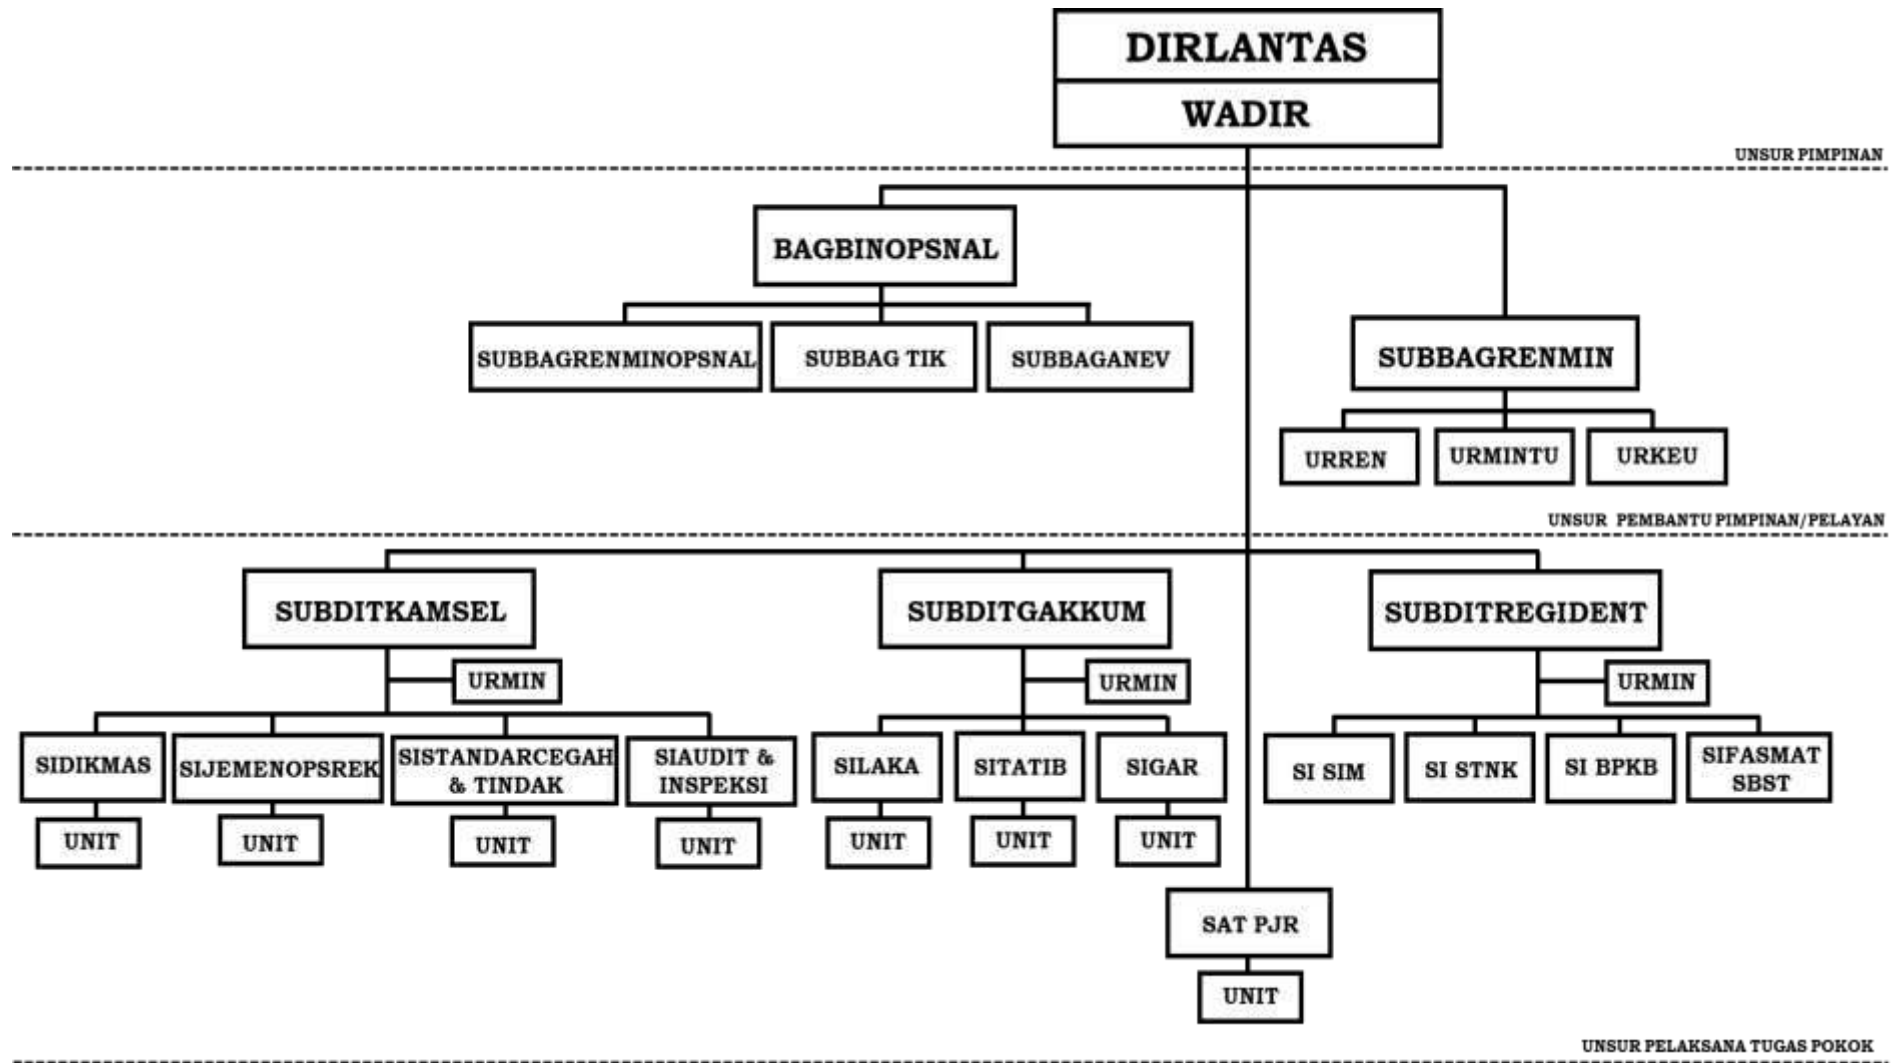 DIRLANTAS
WADIR
UNSUR PIMPINAN
BAGBINOPSNAL
SUBBAGRENMINOPSNAL
SUBBAG TIK
SUBBAGANEV
SUBBAGRENMIN
URREN
URMINTU
URKEU
UNSUR PEMBANTU PIMPINAN/PELAYAN
SUBDITKAMSEL
SUBDITGAKKUM
SUBDITREGIDENT
URMIN
URMIN
URMIN
SIDIKMAS
SIJEMENOPSREK
SISTANDARCEGAH
& TINDAK
SIAUDIT &
INSPEKSI
SILAKA
SITATIB
SIGAR
SI SIM
SI STNK
SI BPKB
SIFASMAT
SBST
UNIT
UNIT
UNIT
UNIT
UNIT
UNIT
UNIT
SAT PJR
UNIT
UNSUR PELAKSANA TUGAS POKOK